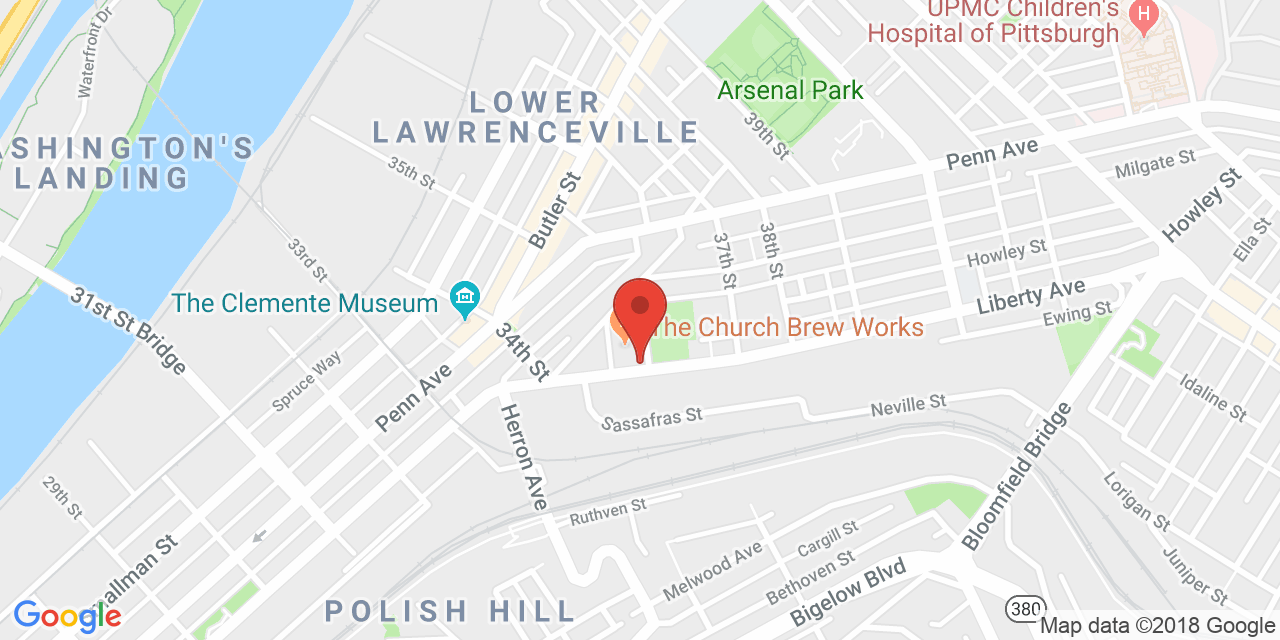 UPMC Children's
Hospital of Pittsburgh
H
Waterfront Dr
Arsenal Park
LOWER
LAWRENCEVILLE
39th St
Penn Ave
ASHINGTON'S
LANDING
35th St
Milgate St
Butler St
Howley St
Ella St
33rd St
37th St
38th St
Howley St
31st St Bridge
The Clemente Museum
Liberty Ave
Ewing St
The Church Brew Works
34th St
Spruce Way
Penn Ave
Idaline St
Herron Ave
Sassafras St
Neville St
Bloomfield Bridge
29th St
Ruthven St
Lorigan St
Smallman St
Melwood Ave
Cargill St
Bethoven St
Bigelow Blvd
Juniper St
POLISH HILL
380
Google
Map data ©2018 Google